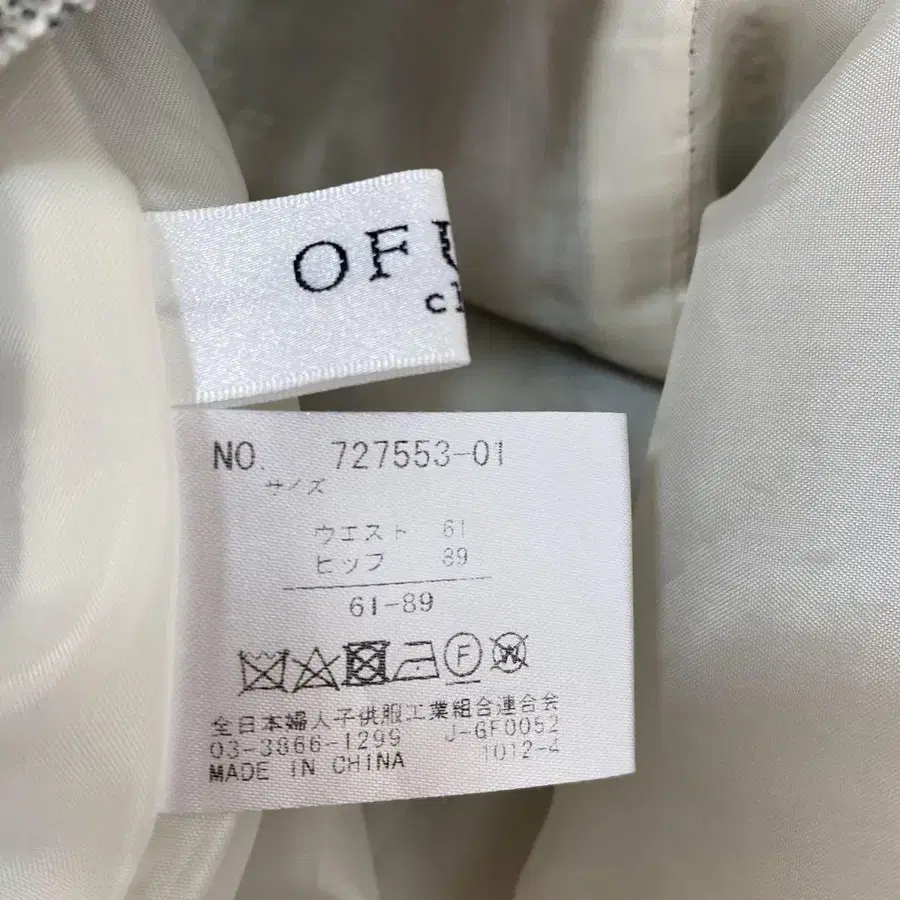 OF
cl
NO. 727553-01
サイズ
ウエスト 61
ヒップ 89
61-89
F
W
全日本婦人子供服工業組合連合会
03-3866-1299 J-GF0052
MADE IN CHINA 1012-4